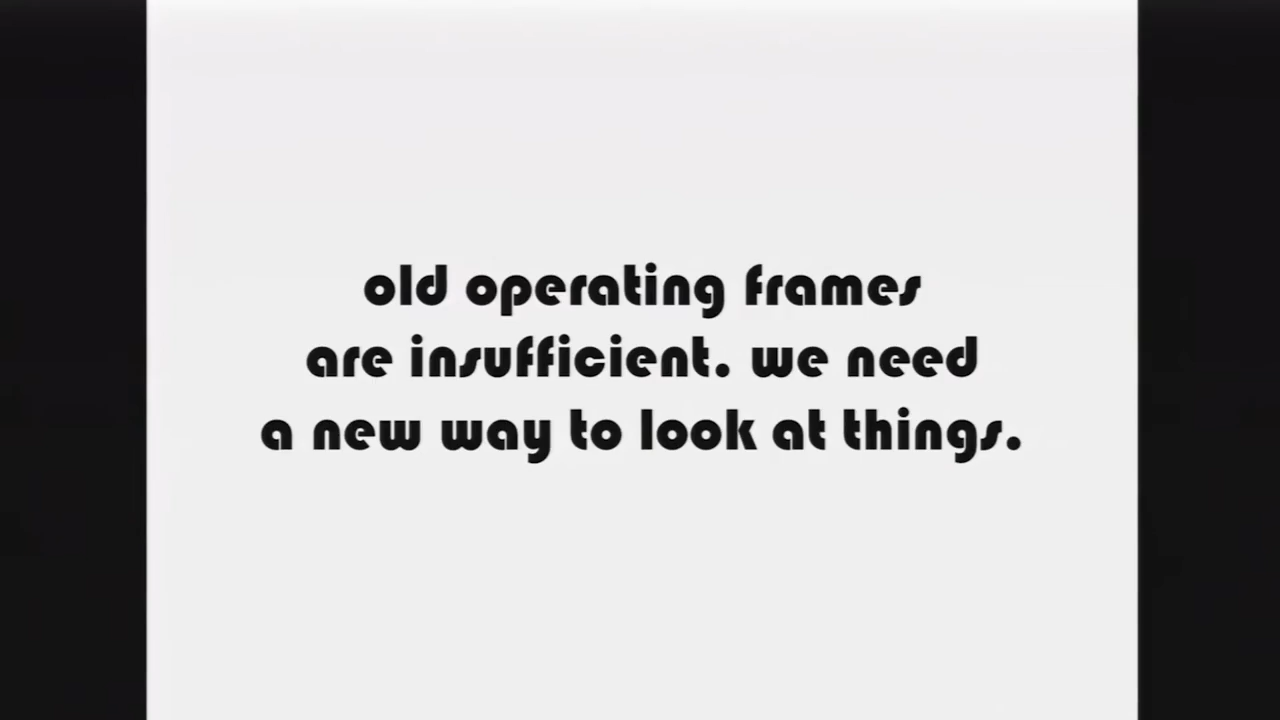 old operating frames
are insufficient. we need
a new way to look at things.